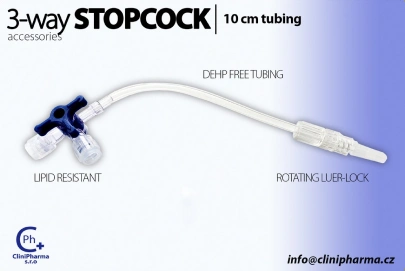 3-way STOPCOCK | 10 cm tubing
accessories
DEHP FREE TUBING
LIPID RESISTANT
ROTATING LUER-LOCK
C Ph +
CliniPharma
s.r.o
info@clinipharma.cz